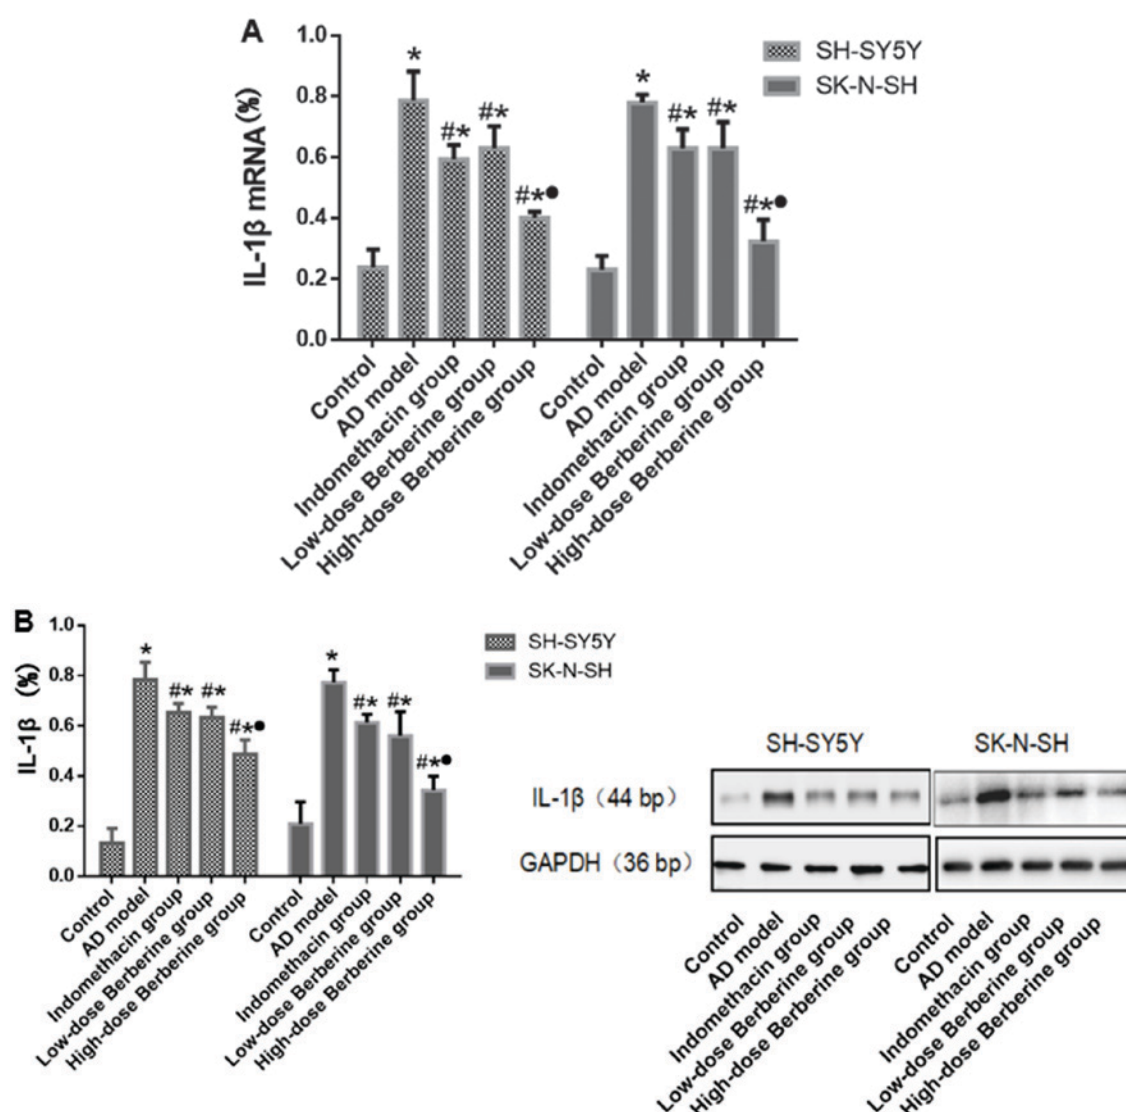 A
IL-1β mRNA(%)
1.0
0.8
0.6
0.4
0.2
0.0
SH-SY5Y
SK-N-SH
*
#*
#*
#*●
*
#*
#*
#*●
Control
AD model
Indomethacin group
Low-dose Berberine group
High-dose Berberine group
Control
AD model
Indomethacin group
Low-dose Berberine group
High-dose Berberine group
B
IL-1β （%）
1.0
0.8
0.6
0.4
0.2
0.0
SH-SY5Y
SK-N-SH
*
#*
#*
#*●
*
#*
#*
#*●
Control
AD model
Indomethacin group
Low-dose Berberine group
High-dose Berberine group
Control
AD model
Indomethacin group
Low-dose Berberine group
High-dose Berberine group
SH-SY5Y SK-N-SH
IL-1β（44 bp）
GAPDH（36 bp）
Control
AD model
Indomethacin group
Low-dose Berberine group
High-dose Berberine group
Control
AD model
Indomethacin group
Low-dose Berberine group
High-dose Berberine group